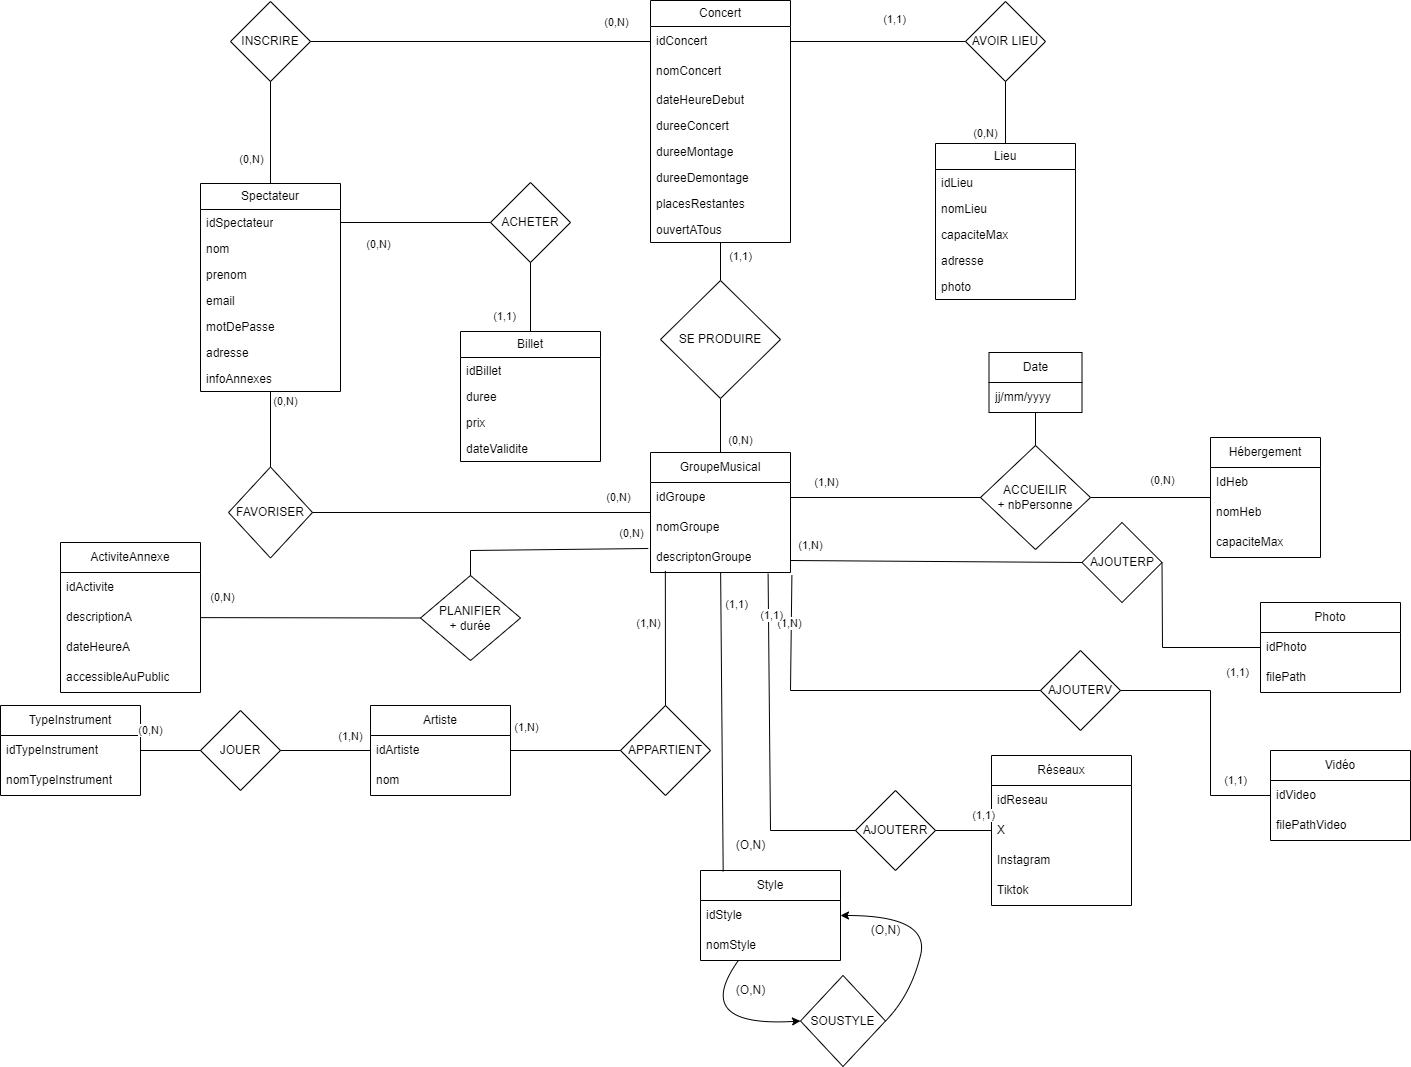 INSCRIRE
(0,N)
(0,N)
Concert
idConcert
nomConcert
dateHeureDebut
dureeConcert
dureeMontage
dureeDemontage
placesRestantes
ouvertATous
(1,1)
AVOIR LIEU
(0,N)
Lieu
idLieu
nomLieu
capaciteMax
adresse
photo
Spectateur
idSpectateur
nom
prenom
email
motDePasse
adresse
infoAnnexes
(0,N)
ACHETER
(1,1)
Billet
idBillet
duree
prix
dateValidite
(1,1)
SE PRODUIRE
(0,N)
(0,N)
FAVORISER
(0,N)
GroupeMusical
idGroupe
nomGroupe
descriptonGroupe
Date
jj/mm/yyyy
(1,N)
ACCUEILIR
+ nbPersonne
(0,N)
Hébergement
IdHeb
nomHeb
capaciteMax
(0,N)
PLANIFIER
+ durée
(0,N)
ActiviteAnnexe
idActivite
descriptionA
dateHeureA
accessibleAuPublic
(1,N)
AJOUTERP
(1,1)
Photo
idPhoto
filePath
(1,N)
(1,1)
(1,1)
(1,N)
AJOUTERV
(1,1)
Vidéo
idVideo
filePathVideo
TypeInstrument
idTypeInstrument
nomTypeInstrument
(0,N)
JOUER
(1,N)
Artiste
idArtiste
nom
(1,N)
APPARTIENT
AJOUTERR
(1,1)
Réseaux
idReseau
X
Instagram
Tiktok
(O,N)
Style
idStyle
nomStyle
(O,N)
(O,N)
SOUSTYLE